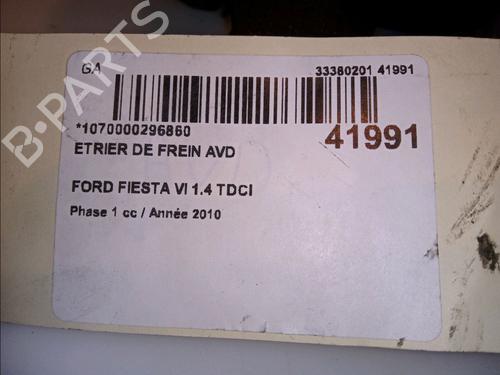 GA
33380201 41991
*1070000296860
41991
ETRIER DE FREIN AVD
FORD FIESTA VI 1.4 TDCI
Phase 1 cc / Année 2010
B-PARTS